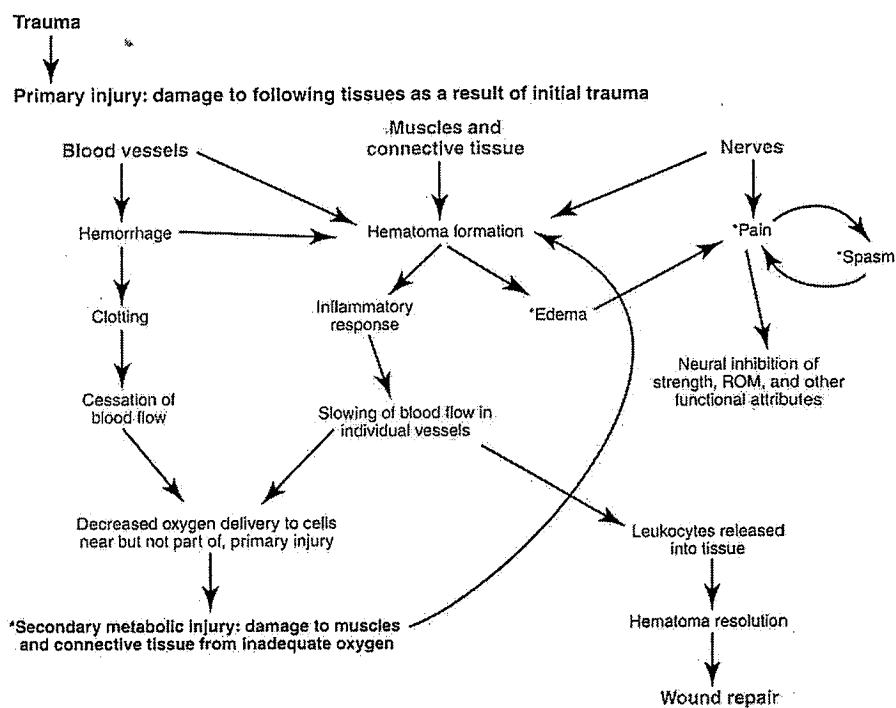 Trauma
Primary injury: damage to following tissues as a result of initial trauma
Blood vessels
Muscles and
connective tissue
Nerves
Hemorrhage
Hematoma formation
*Pain
*Spasm
Clotting
Inflammatory
response
*Edema
Neural inhibition of
strength, ROM, and other
functional attributes
Cessation of
blood flow
Slowing of blood flow in
individual vessels
Decreased oxygen delivery to cells
near but not part of, primary injury
Leukocytes released
into tissue
*Secondary metabolic injury: damage to muscles
and connective tissue from inadequate oxygen
Hematoma resolution
Wound repair